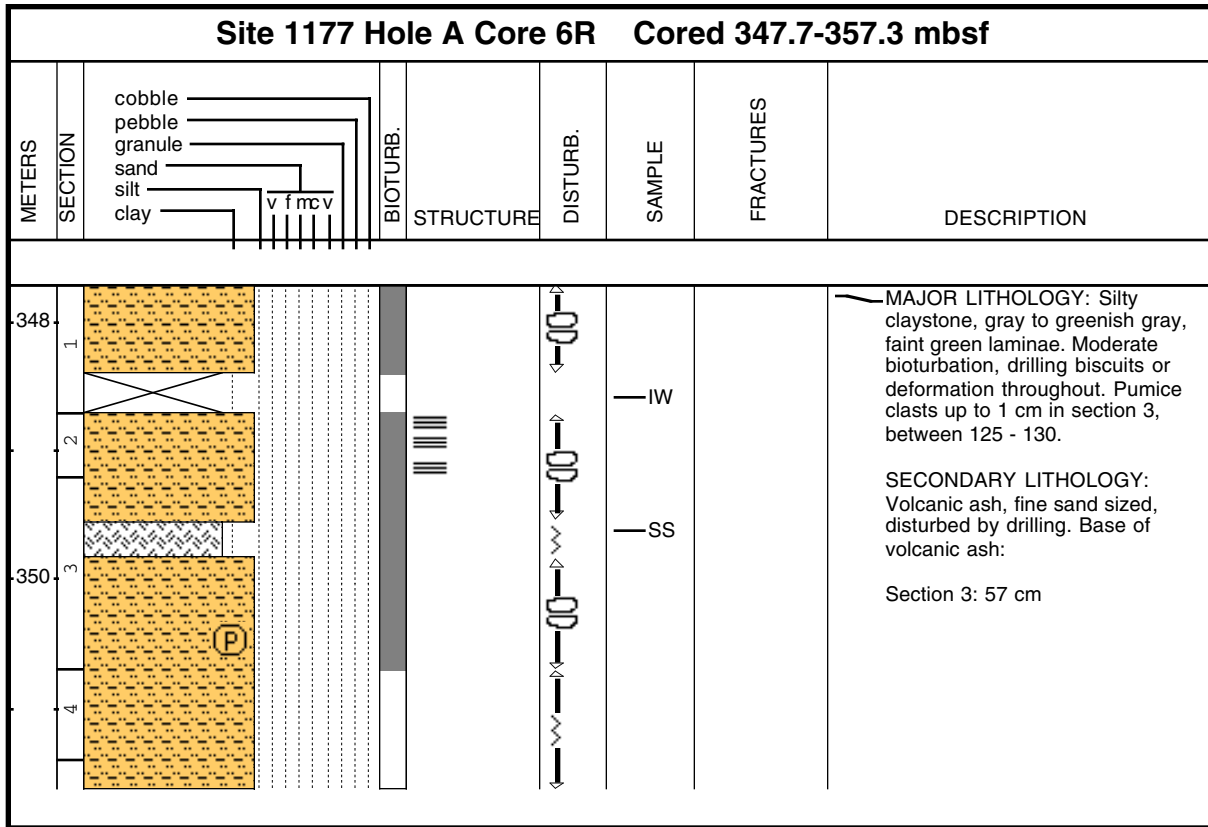 Site 1177 Hole A Core 6R Cored 347.7-357.3 mbsf
METERS
SECTION
cobble
pebble
granule
sand
silt
v f m c v
clay
BIOTURB.
STRUCTURE
DISTURB.
SAMPLE
FRACTURES
DESCRIPTION
348
1
2
3
350
4
P
IW
SS
MAJOR LITHOLOGY: Silty
claystone, gray to greenish gray,
faint green laminae. Moderate
bioturbation, drilling biscuits or
deformation throughout. Pumice
clasts up to 1 cm in section 3,
between 125 - 130.
SECONDARY LITHOLOGY:
Volcanic ash, fine sand sized,
disturbed by drilling. Base of
volcanic ash:
Section 3: 57 cm